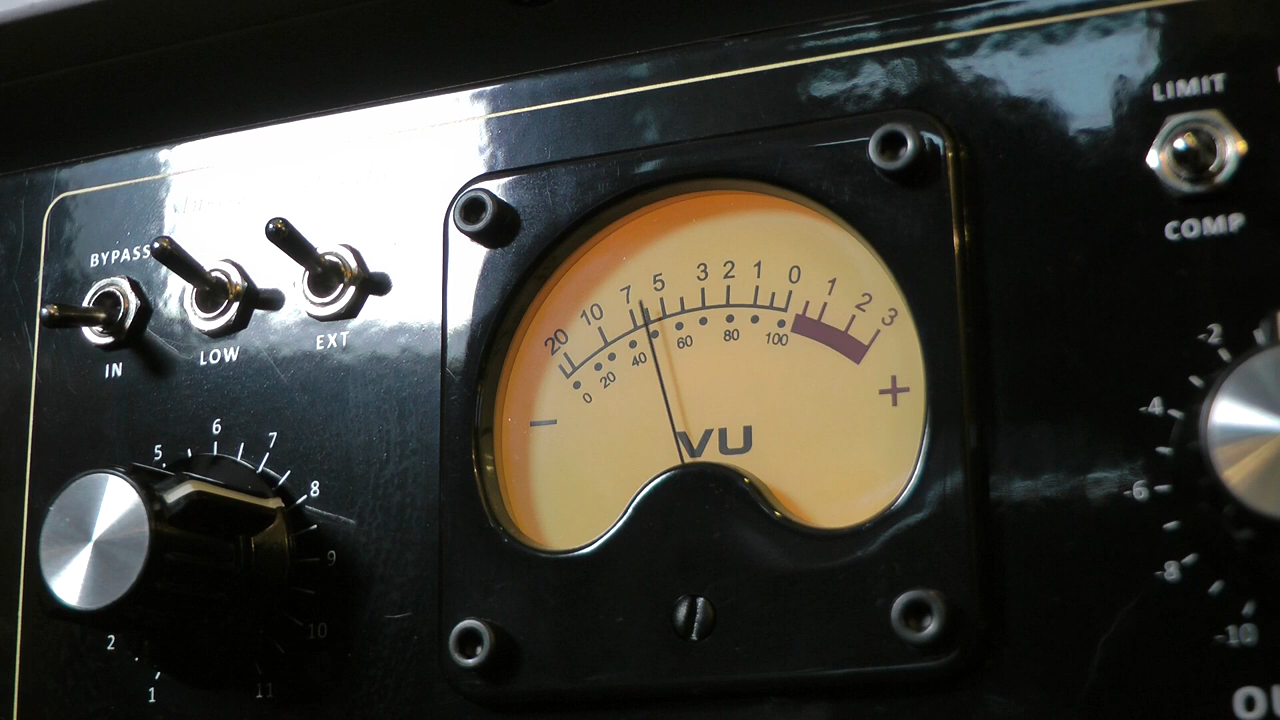 LIMIT
COMP
BYPASS
IN
LOW
EXT
20 10 7 5 3 2 1 0 1 2 3
0 20 40 60 80 100
- +
VU
5 6 7 8 9 10 11
2
1
-2
-4
-6
-8
-10